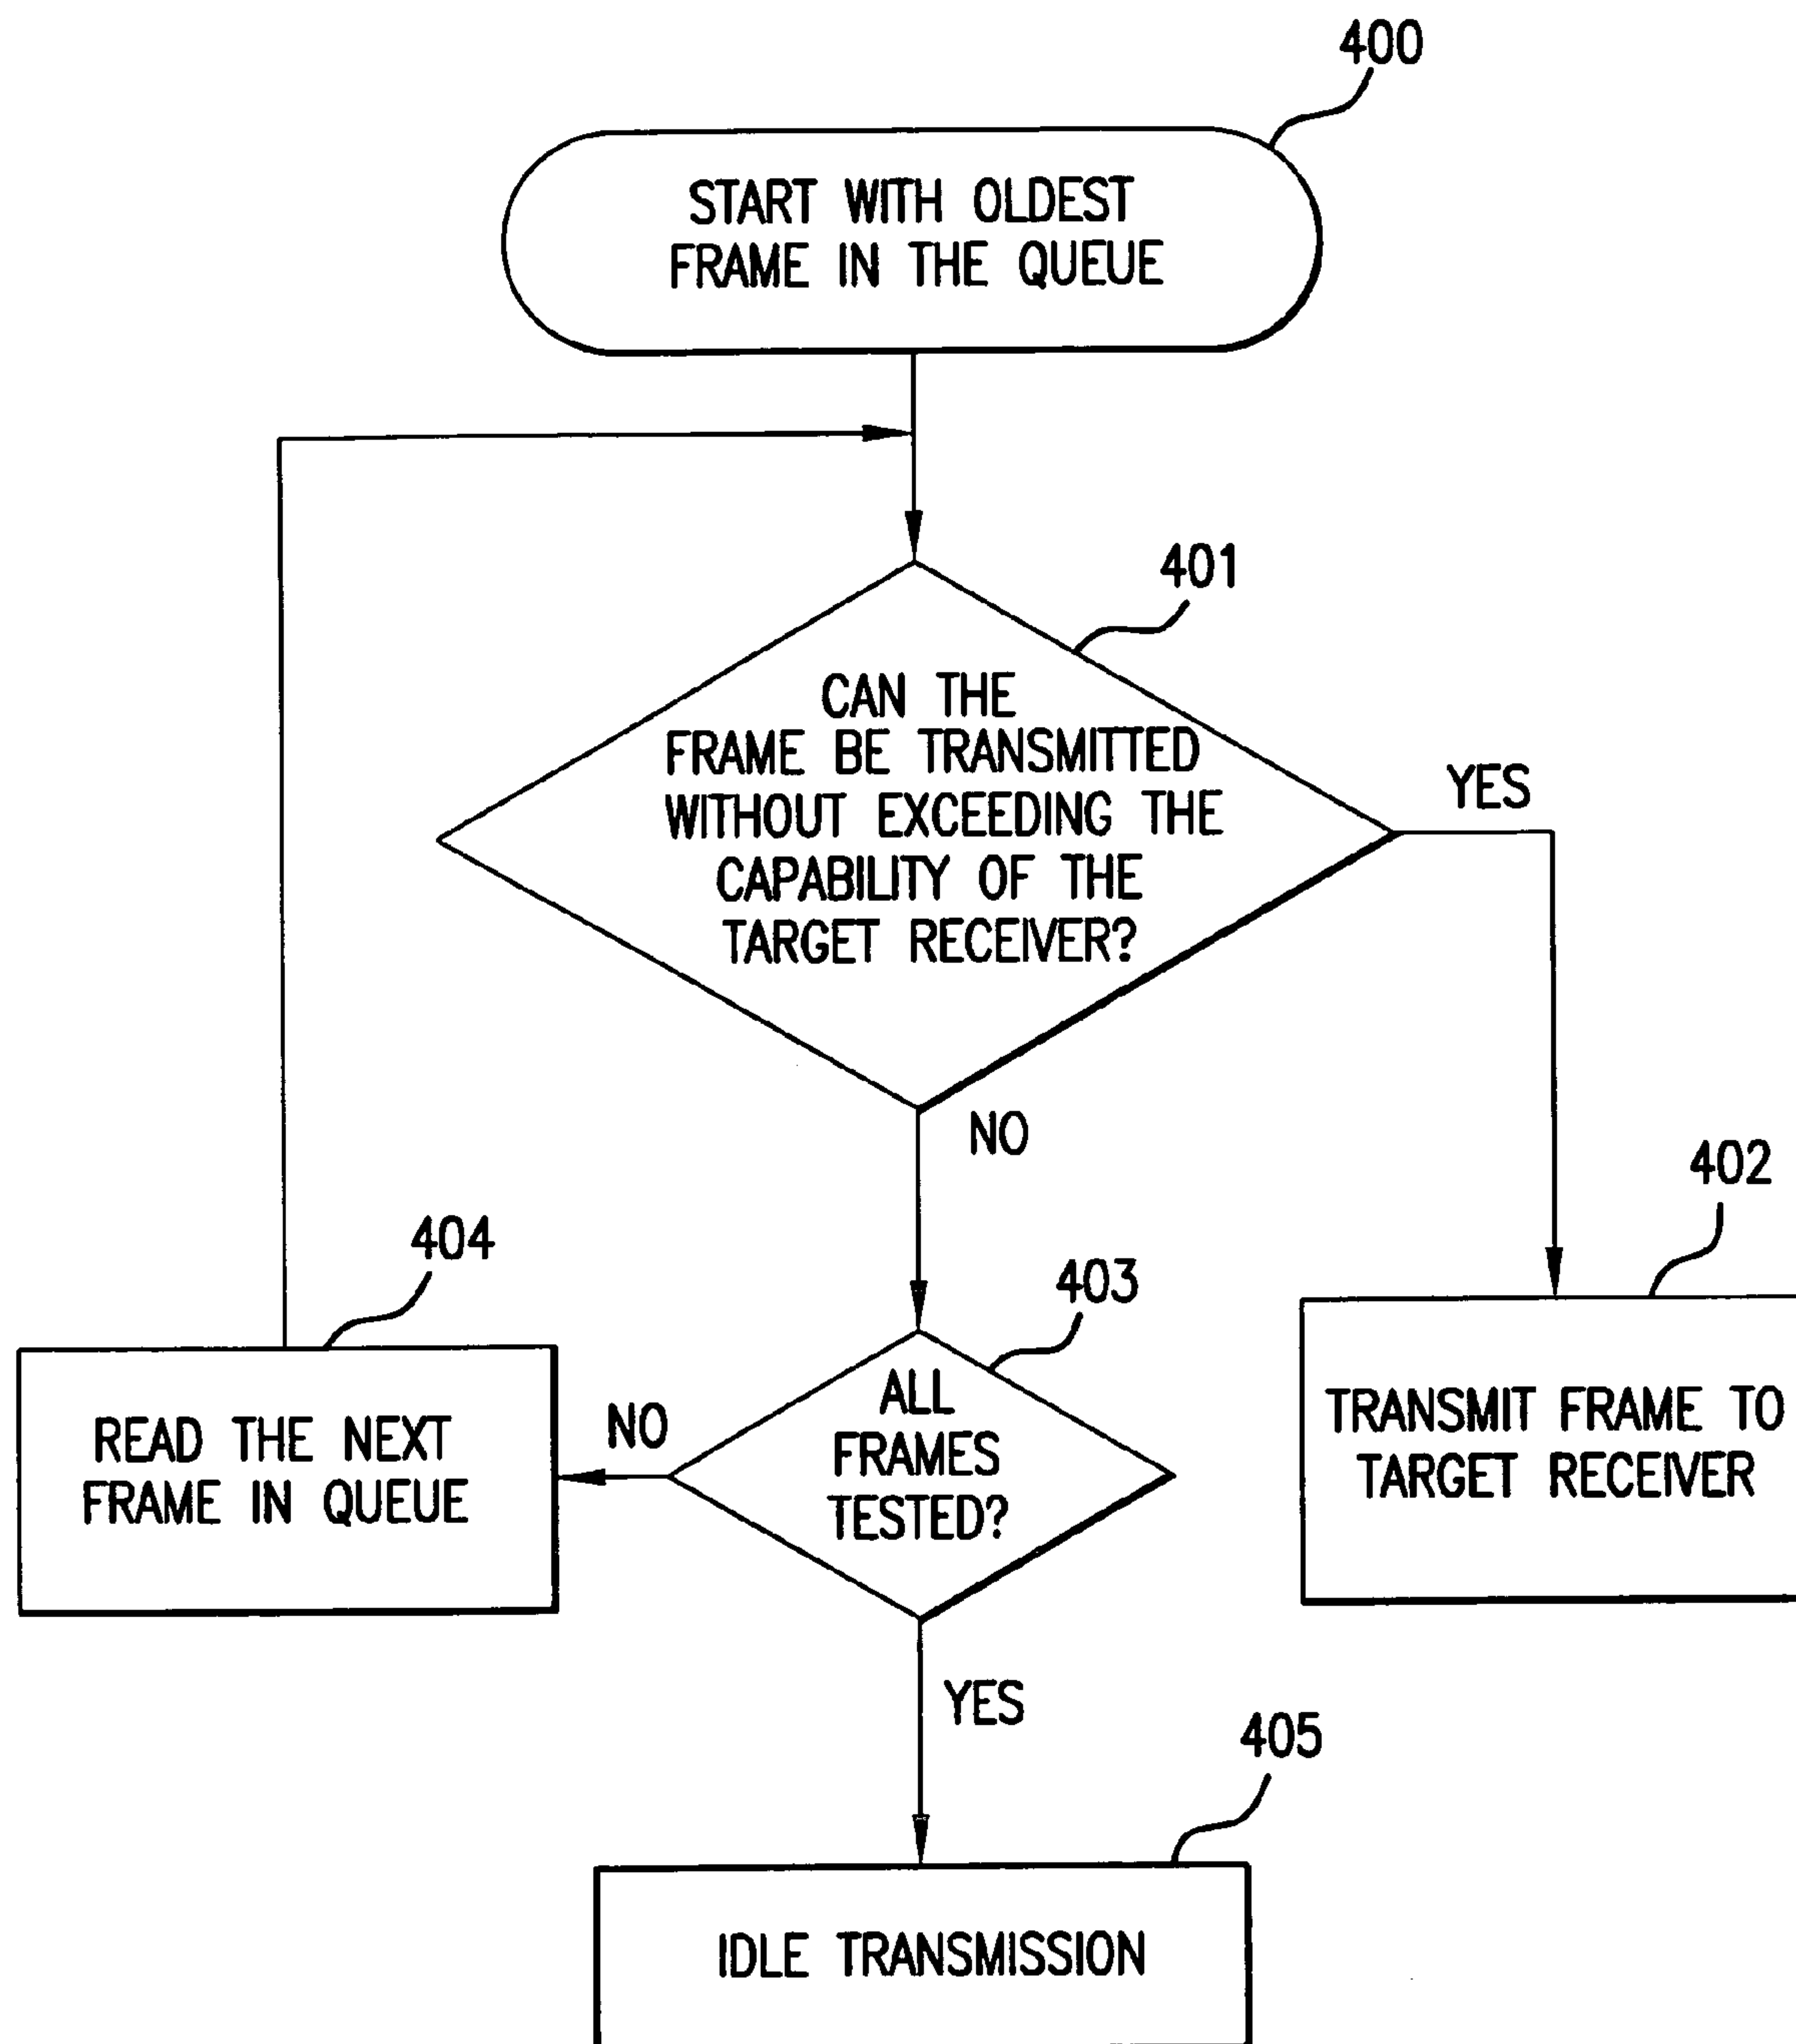 400
START WITH OLDEST
FRAME IN THE QUEUE
401
CAN THE
FRAME BE TRANSMITTED
WITHOUT EXCEEDING THE
CAPABILITY OF THE
TARGET RECEIVER?
YES
NO
402
TRANSMIT FRAME TO
TARGET RECEIVER
403
ALL
FRAMES
TESTED?
NO
404
READ THE NEXT
FRAME IN QUEUE
YES
405
IDLE TRANSMISSION